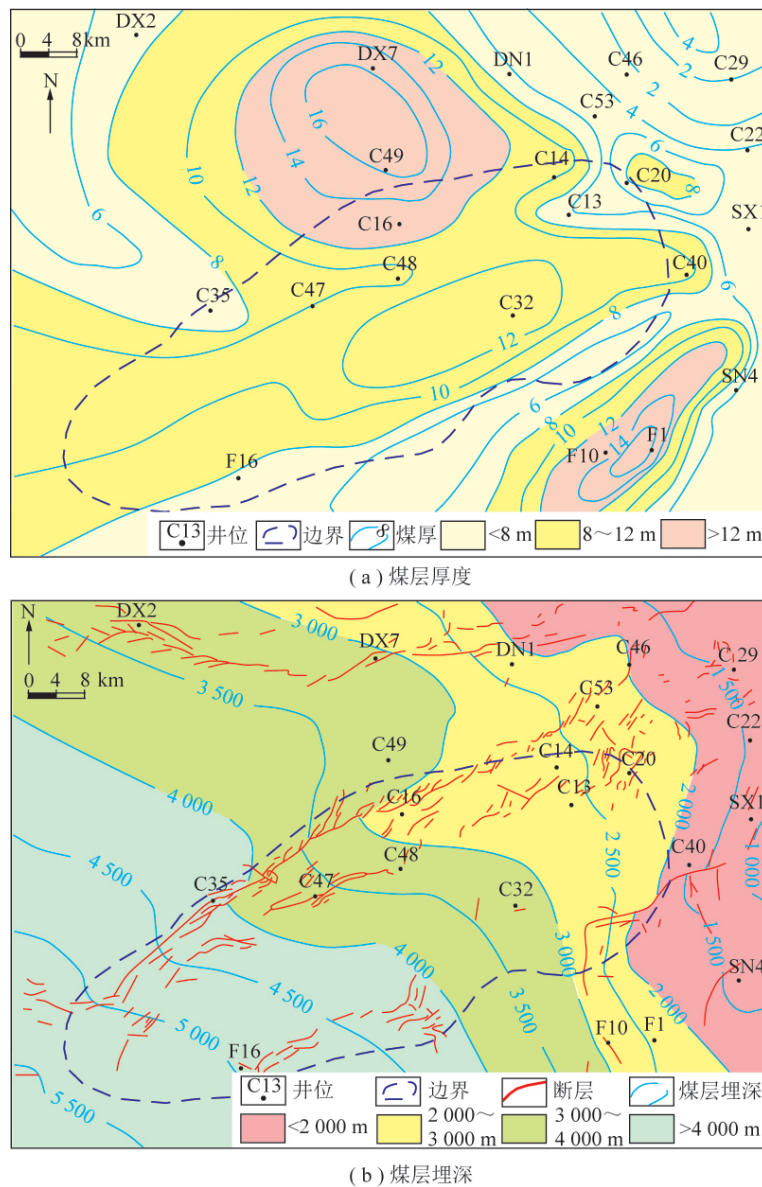 DX2
0 4 8 km
N
DX7
DN1
C46
C29
C53
C22
C49
C14
C20
C13
SX1
C16
C48
C40
C35
C47
C32
SN4
F16
F10
F1
12
16
14
10
12
6
8
4
2
2
4
6
8
12
10
8
6
8
10
12
14
6
C13 井位
边界
8 煤厚
<8 m
8～12 m
>12 m
( a ) 煤层厚度
N
0 4 8 km
DX2
DX7
DN1
C46
C29
C53
C22
C49
C14
C20
C13
SX1
C16
C48
C40
C35
C47
C32
SN4
F16
F10
F1
3 000
3 500
4 000
4 500
1 500
2 000
2 500
1 000
1 500
3 000
4 000
3 500
2 000
4 500
5 000
5 500
C13 井位
边界
断层
煤层埋深
<2 000 m
2 000～
3 000 m
3 000～
4 000 m
>4 000 m
( b ) 煤层埋深